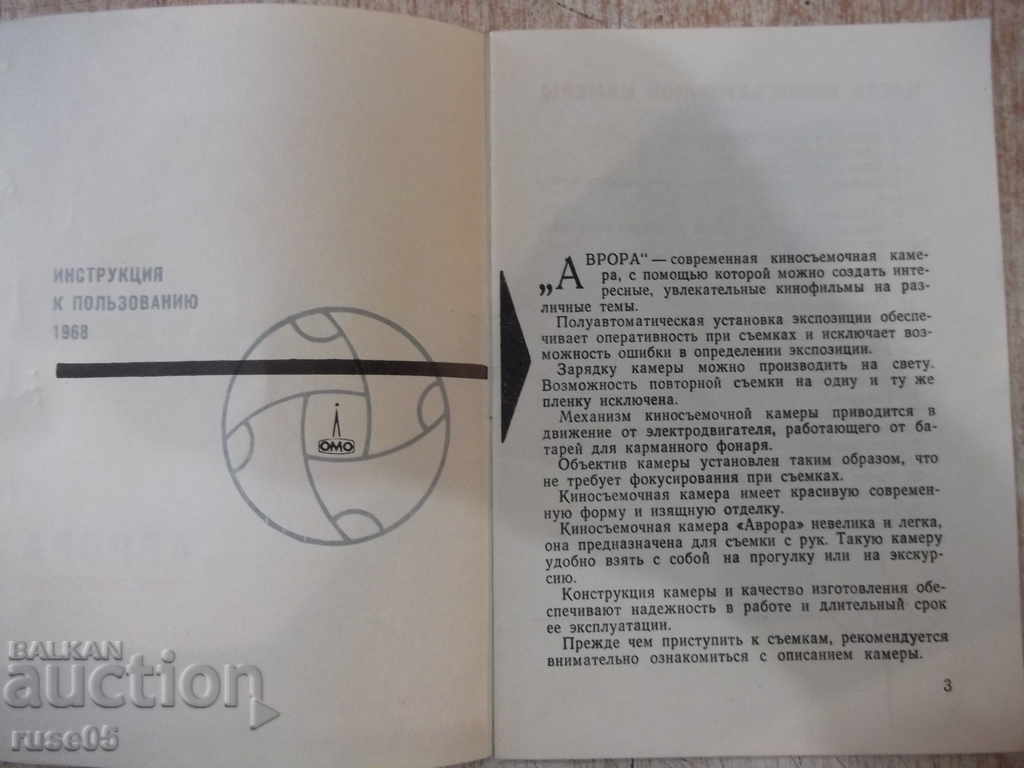 ИНСТРУКЦИЯ
К ПОЛЬЗОВАНИЮ
1968
ОМО
„АВРОРА“ — современная киносъемочная каме-
ра, с помощью которой можно создать инте-
ресные, увлекательные кинофильмы на раз-
личные темы.
Полуавтоматическая установка экспозиции обеспе-
чивает оперативность при съемках и исключает воз-
можность ошибки в определении экспозиции.
Зарядку камеры можно производить на свету.
Возможность повторной съемки на одну и ту же
пленку исключена.
Механизм киносъемочной камеры приводится в
движение от электродвигателя, работающего от ба-
тарей для карманного фонаря.
Объектив камеры установлен таким образом, что
не требует фокусирования при съемках.
Киносъемочная камера имеет красивую современ-
ную форму и изящную отделку.
Киносъемочная камера «Аврора» невелика и легка,
она предназначена для съемки с рук. Такую камеру
удобно взять с собой на прогулку или на экскур-
сию.
Конструкция камеры и качество изготовления обе-
спечивают надежность в работе и длительный срок
ее эксплуатации.
Прежде чем приступить к съемкам, рекомендуется
внимательно ознакомиться с описанием камеры.
3
BALKAN
auction
ruse05